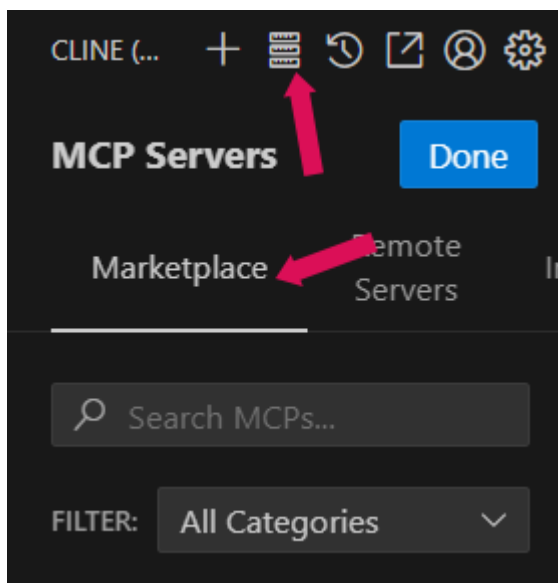 CLINE (...
MCP Servers
Done
Marketplace
Remote
Servers
Search MCPs...
FILTER:
All Categories